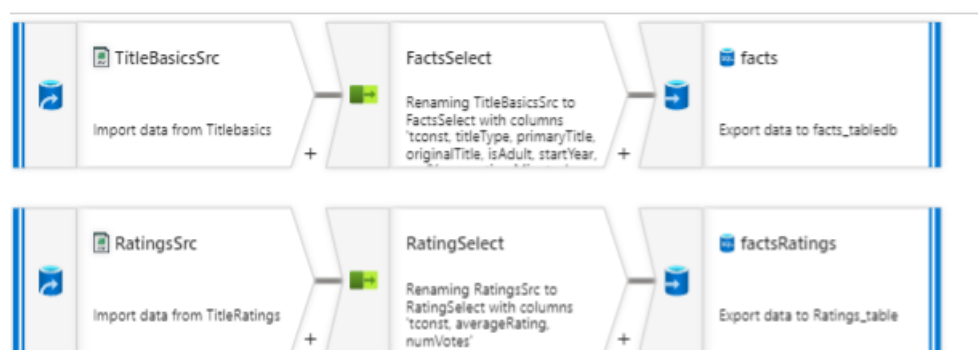 TitleBasicsSrc
Import data from Titlebasics
+
FactsSelect
Renaming TitleBasicsSrc to
FactsSelect with columns
'tconst, titleType, primaryTitle,
originalTitle, isAdult, startYear,
+
facts
Export data to facts_tabledb
RatingsSrc
Import data from TitleRatings
+
RatingSelect
Renaming RatingsSrc to
RatingSelect with columns
'tconst, averageRating,
numVotes'
+
factsRatings
Export data to Ratings_table